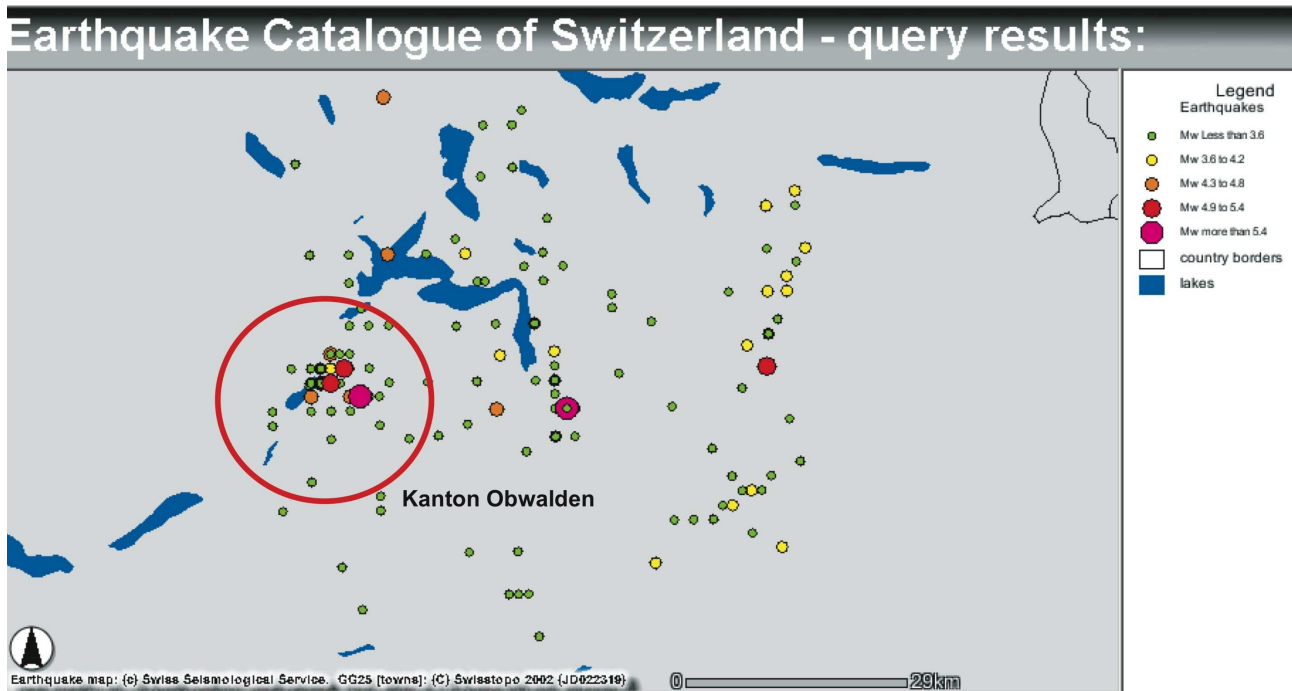 Earthquake Catalogue of Switzerland - query results:
Legend
Earthquakes
Mw Less than 3.6
Mw 3.6 to 4.2
Mw 4.3 to 4.8
Mw 4.9 to 5.4
Mw more than 5.4
country borders
lakes
Kanton Obwalden
Earthquake map: (c) Swiss Seismological Service. GG25 [towns]: (C) Swisstopo 2002 (JD022319)
0 29km